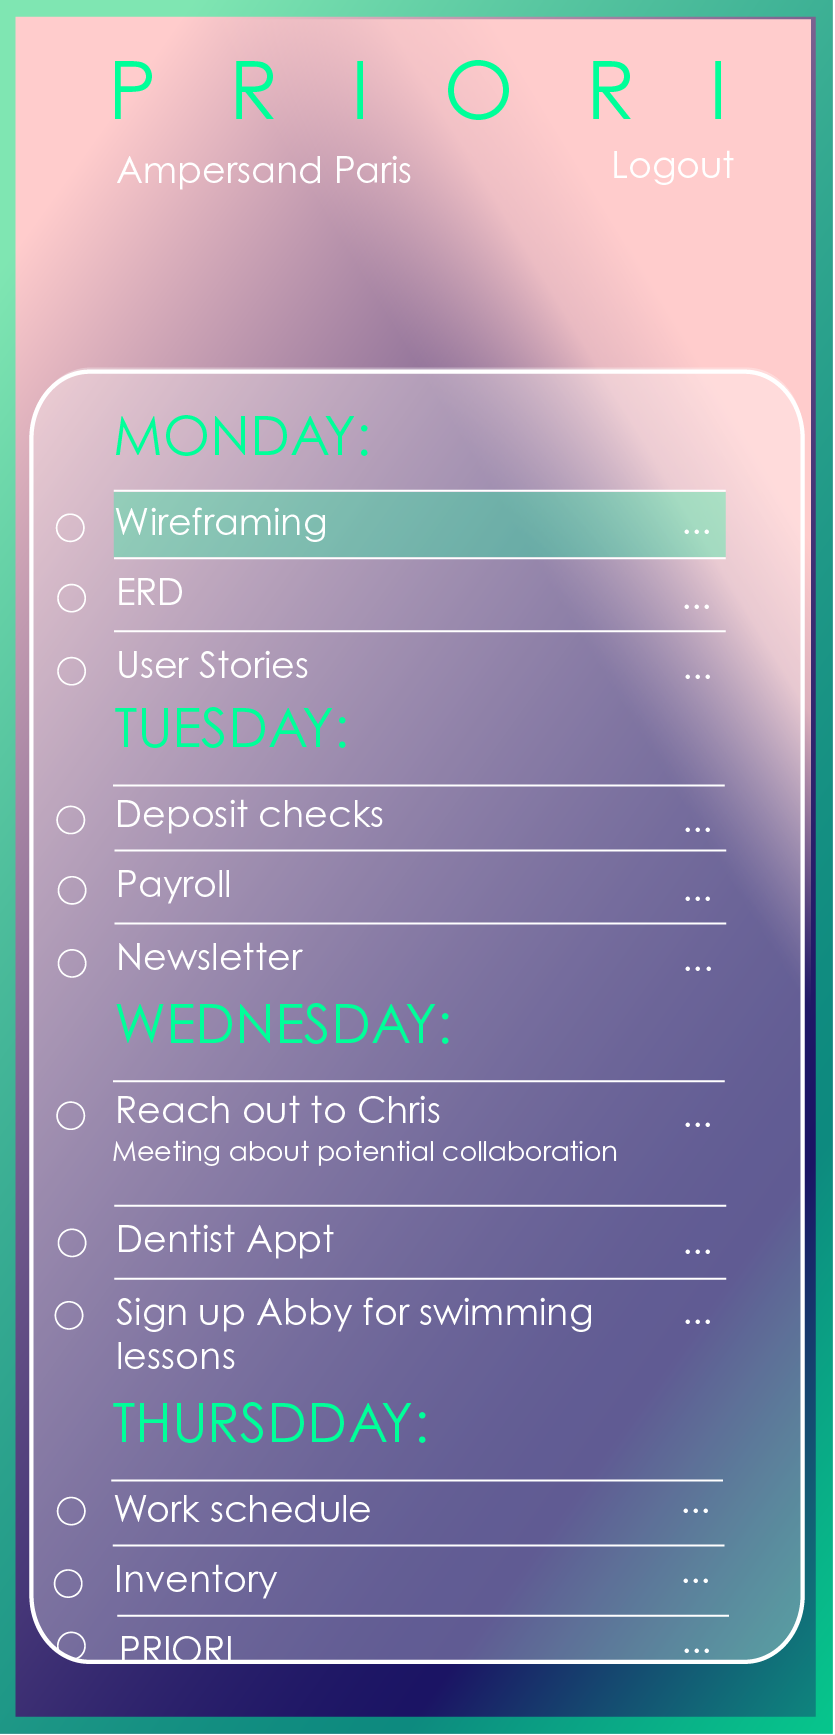 PRIORI
Ampersand Paris Logout
MONDAY:
Wireframing ...
ERD ...
User Stories ...
TUESDAY:
Deposit checks ...
Payroll ...
Newsletter ...
WEDNESDAY:
Reach out to Chris ...
Meeting about potential collaboration
Dentist Appt ...
Sign up Abby for swimming ...
lessons
THURSDDAY:
Work schedule ...
Inventory ...
PRIORI ...